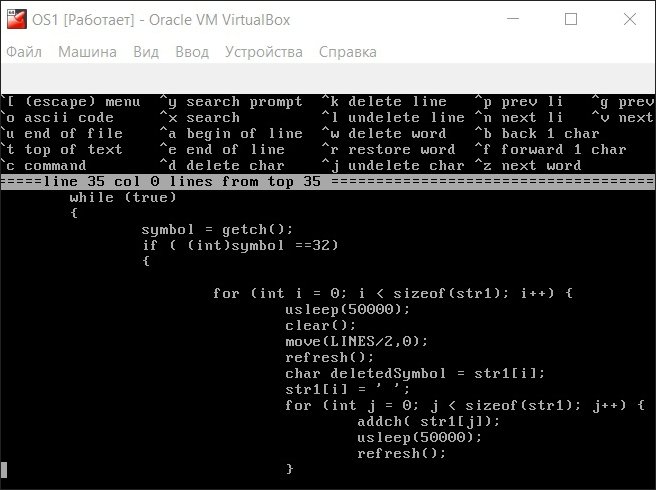 OS1 [Работает] - Oracle VM VirtualBox
Файл Машина Вид Ввод Устройства Справка
^[ (escape) menu ^y search prompt ^k delete line ^p prev li ^g prev
^o ascii code ^x search ^l undelete line ^n next li ^v next
^u end of file ^a begin of line ^w delete word ^b back 1 char
^t top of text ^e end of line ^r restore word ^f forward 1 char
^c command ^d delete char ^j undelete char ^z next word
=====line 35 col 0 lines from top 35 ====================================
while (true)
{
symbol = getch();
if ( (int)symbol ==32)
{
for (int i = 0; i < sizeof(str1); i++) {
usleep(50000);
clear();
move(LINES/2,0);
refresh();
char deletedSymbol = str1[i];
str1[i] = ' ';
for (int j = 0; j < sizeof(str1); j++) {
addch( str1[j]);
usleep(50000);
refresh();
}